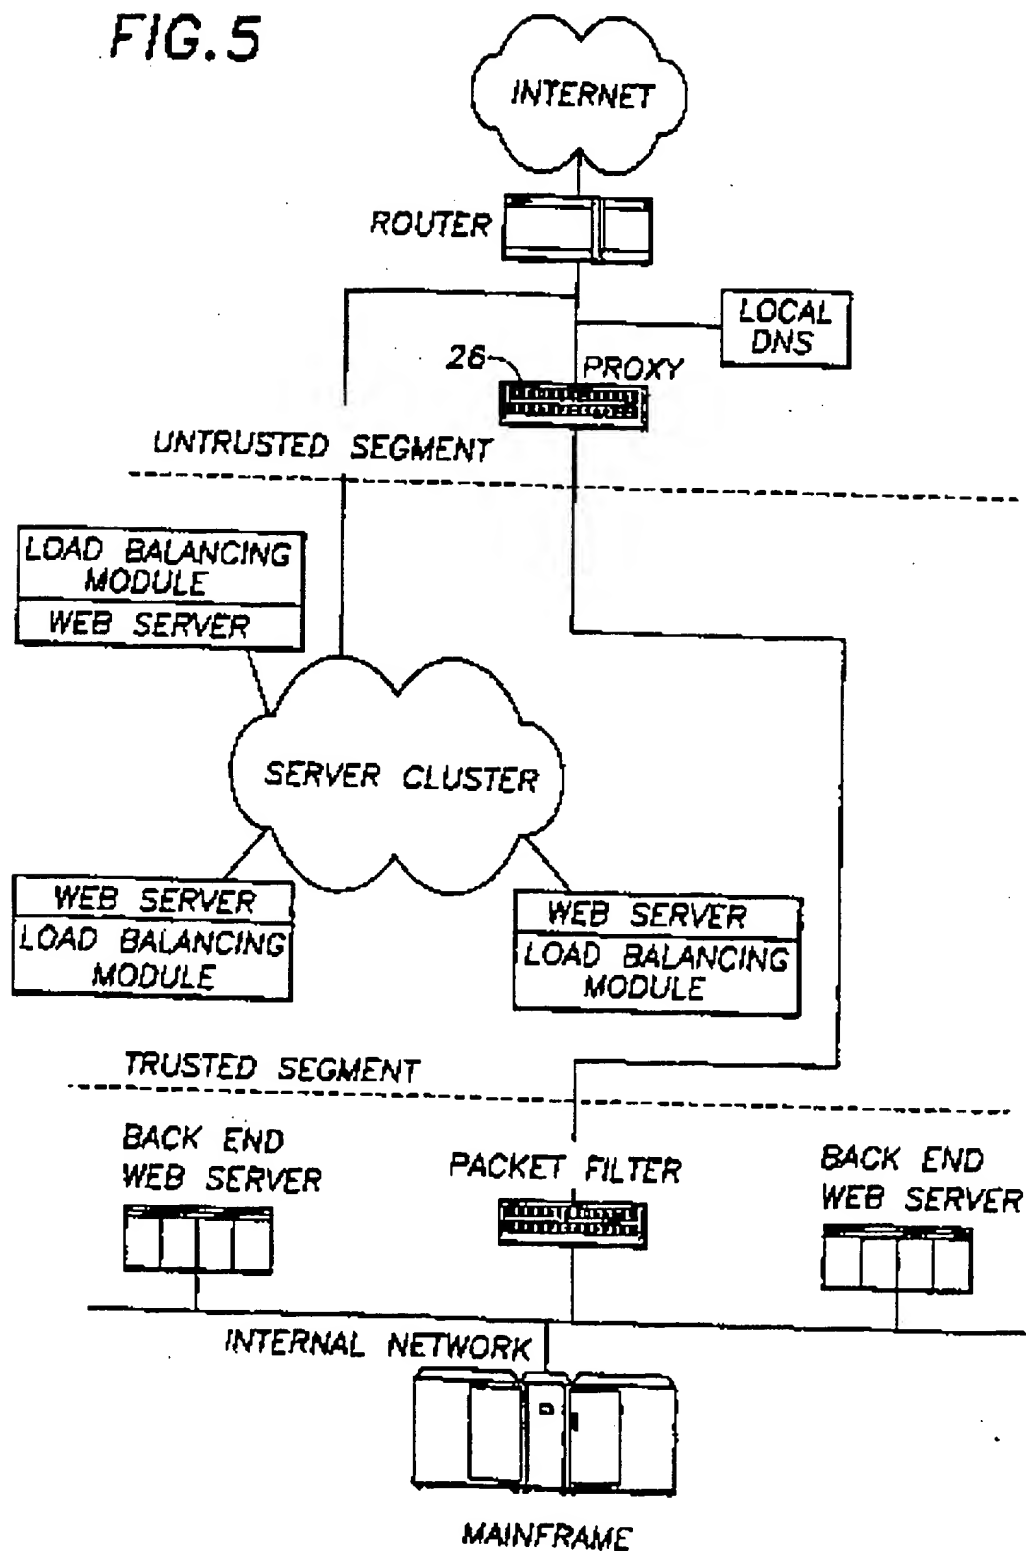 FIG.5
INTERNET
ROUTER
LOCAL
DNS
26
PROXY
UNTRUSTED SEGMENT
LOAD BALANCING
MODULE
WEB SERVER
SERVER CLUSTER
WEB SERVER
LOAD BALANCING
MODULE
WEB SERVER
LOAD BALANCING
MODULE
TRUSTED SEGMENT
BACK END
WEB SERVER
PACKET FILTER
BACK END
WEB SERVER
INTERNAL NETWORK
MAINFRAME